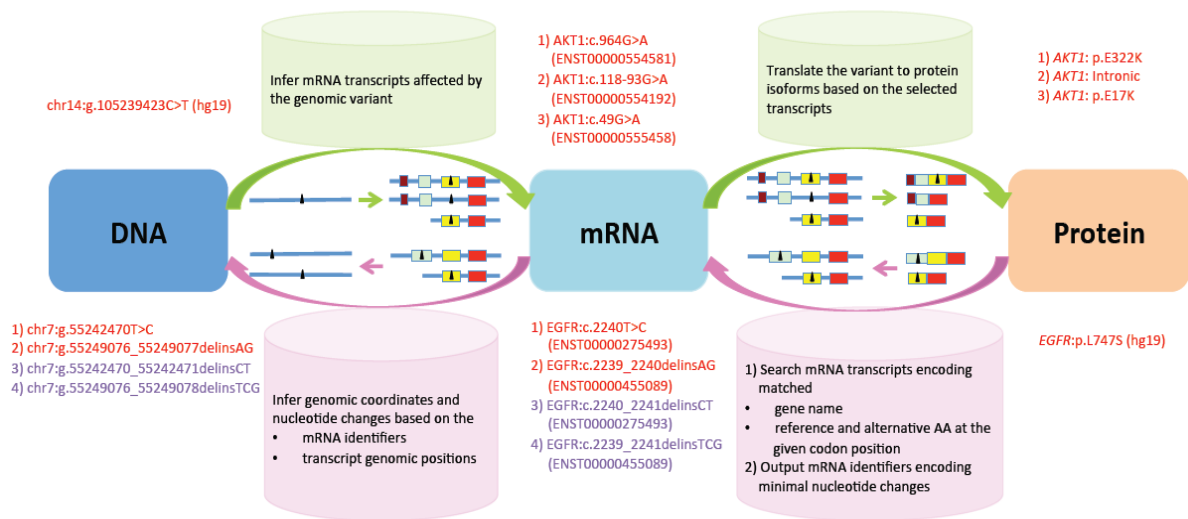 chr14:g.105239423C>T (hg19)
Infer mRNA transcripts affected by
the genomic variant
1) AKT1:c.964G>A
(ENST00000554581)
2) AKT1:c.118-93G>A
(ENST00000554192)
3) AKT1:c.49G>A
(ENST00000555458)
Translate the variant to protein
isoforms based on the selected
transcripts
1) AKT1: p.E322K
2) AKT1: Intronic
3) AKT1: p.E17K
DNA
mRNA
Protein
1) chr7:g.55242470T>C
2) chr7:g.55249076_55249077delinsAG
3) chr7:g.55242470_55242471delinsCT
4) chr7:g.55249076_55249078delinsTCG
Infer genomic coordinates and
nucleotide changes based on the
• mRNA identifiers
• transcript genomic positions
1) EGFR:c.2240T>C
(ENST00000275493)
2) EGFR:c.2239_2240delinsAG
(ENST00000455089)
3) EGFR:c.2240_2241delinsCT
(ENST00000275493)
4) EGFR:c.2239_2241delinsTCG
(ENST00000455089)
1) Search mRNA transcripts encoding
matched
• gene name
• reference and alternative AA at the
given codon position
2) Output mRNA identifiers encoding
minimal nucleotide changes
EGFR:p.L747S (hg19)